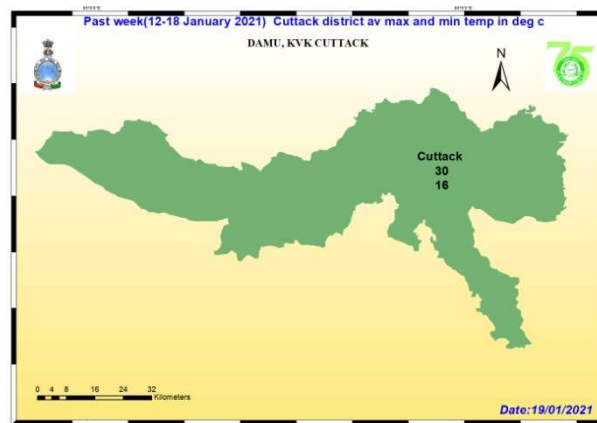 Past week(12-18 January 2021) Cuttack district av max and min temp in deg c
DAMU, KVK CUTTACK
N
75
Cuttack
30
16
0 4 8 16 24 32
Kilometers
Date:19/01/2021